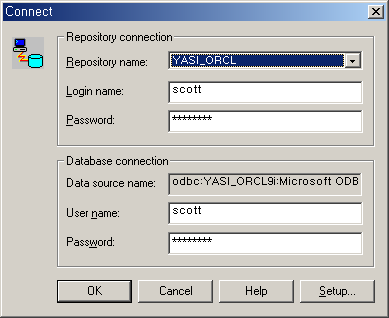 Connect
Repository connection
Repository name: YASI_ORCL
Login name: scott
Password: ********
Database connection
Data source name: odbc:YASI_ORCL9i:Microsoft ODB
User name: scott
Password: ********
OK Cancel Help Setup...